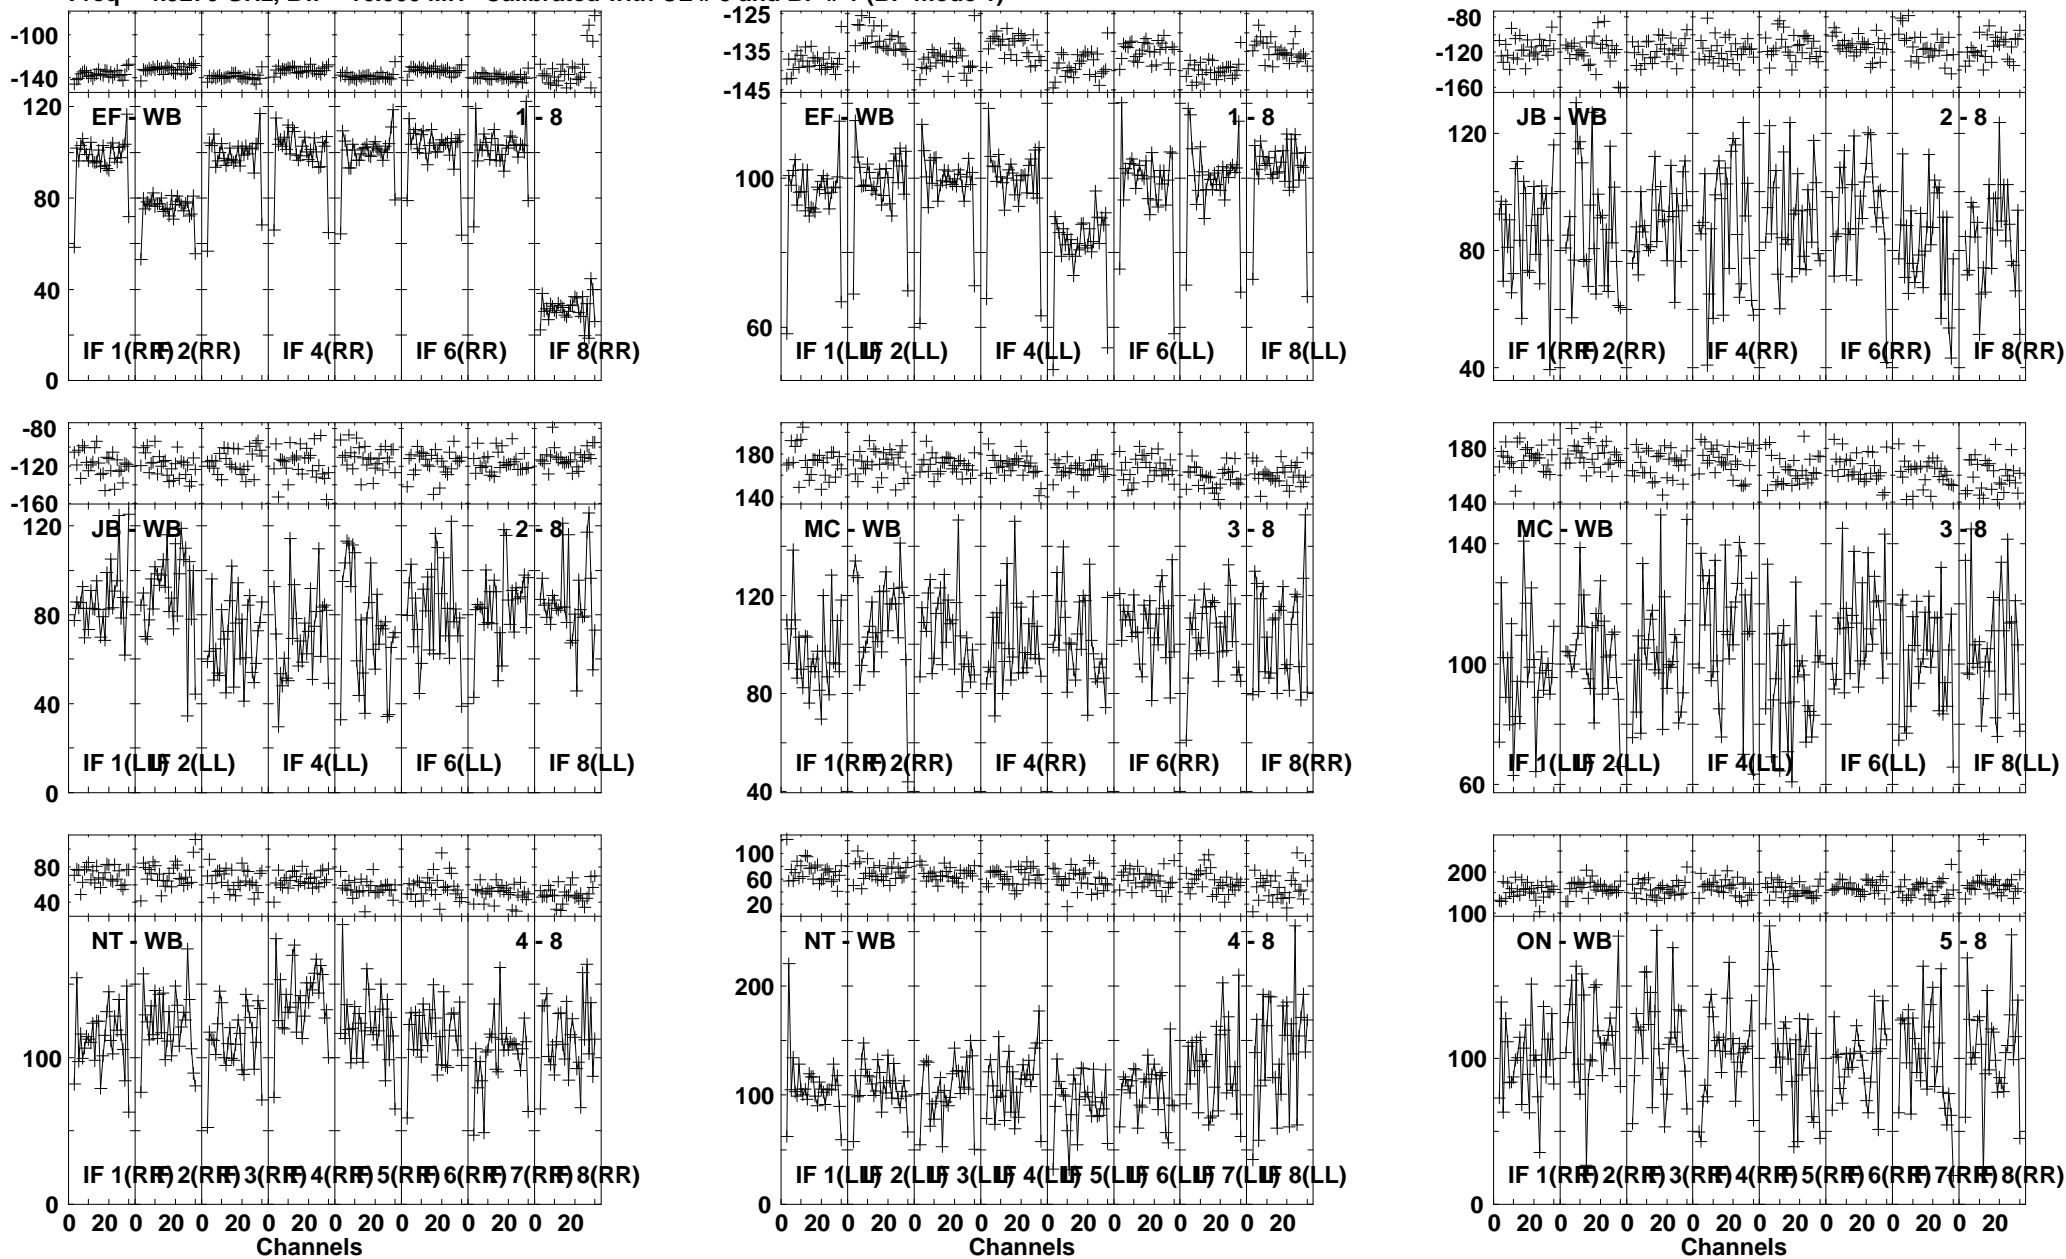 -100
-140
120
80
40
0
EF - WB 1 - 8
IF 1(RR) IF 2(RR) IF 4(RR) IF 6(RR) IF 8(RR)
-125
-135
-145
100
60
EF - WB 1 - 8
IF 1(LL) IF 2(LL) IF 4(LL) IF 6(LL) IF 8(LL)
-80
-120
-160
120
80
40
JB - WB 2 - 8
IF 1(RR) IF 2(RR) IF 4(RR) IF 6(RR) IF 8(RR)
-80
-120
-160
120
80
40
0
JB - WB 2 - 8
IF 1(LL) IF 2(LL) IF 4(LL) IF 6(LL) IF 8(LL)
180
140
120
80
40
MC - WB 3 - 8
IF 1(RR) IF 2(RR) IF 4(RR) IF 6(RR) IF 8(RR)
180
140
140
100
60
MC - WB 3 - 8
IF 1(LL) IF 2(LL) IF 4(LL) IF 6(LL) IF 8(LL)
80
40
100
0
NT - WB 4 - 8
IF 1(RR) IF 2(RR) IF 3(RR) IF 4(RR) IF 5(RR) IF 6(RR) IF 7(RR) IF 8(RR)
0 20 0 20 0 20 0 20 0 20 0 20 0 20 0 20
Channels
100
60
20
200
100
0
NT - WB 4 - 8
IF 1(LL) IF 2(LL) IF 3(LL) IF 4(LL) IF 5(LL) IF 6(LL) IF 7(LL) IF 8(LL)
0 20 0 20 0 20 0 20 0 20 0 20 0 20 0 20
Channels
200
100
100
0
ON - WB 5 - 8
IF 1(RR) IF 2(RR) IF 3(RR) IF 4(RR) IF 5(RR) IF 6(RR) IF 7(RR) IF 8(RR)
0 20 0 20 0 20 0 20 0 20 0 20 0 20 0 20
Channels